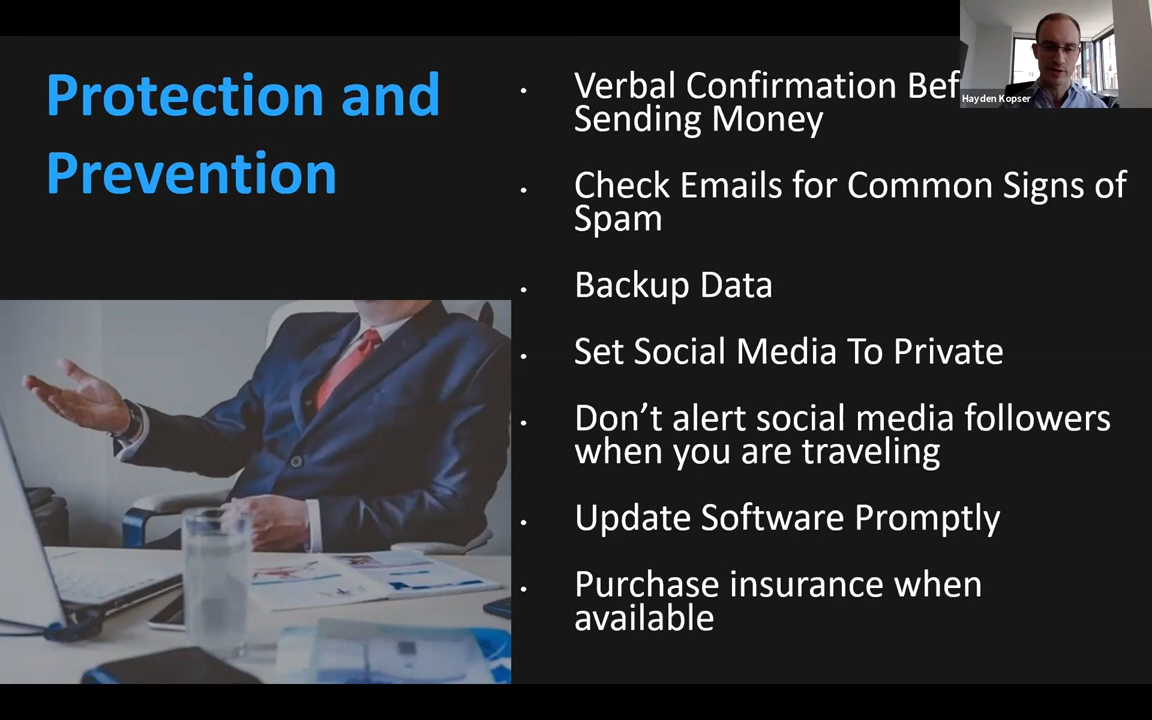 Protection and
Prevention
• Verbal Confirmation Bef
Sending Money
• Check Emails for Common Signs of
Spam
• Backup Data
• Set Social Media To Private
• Don’t alert social media followers
when you are traveling
• Update Software Promptly
• Purchase insurance when
available
Hayden Kopser